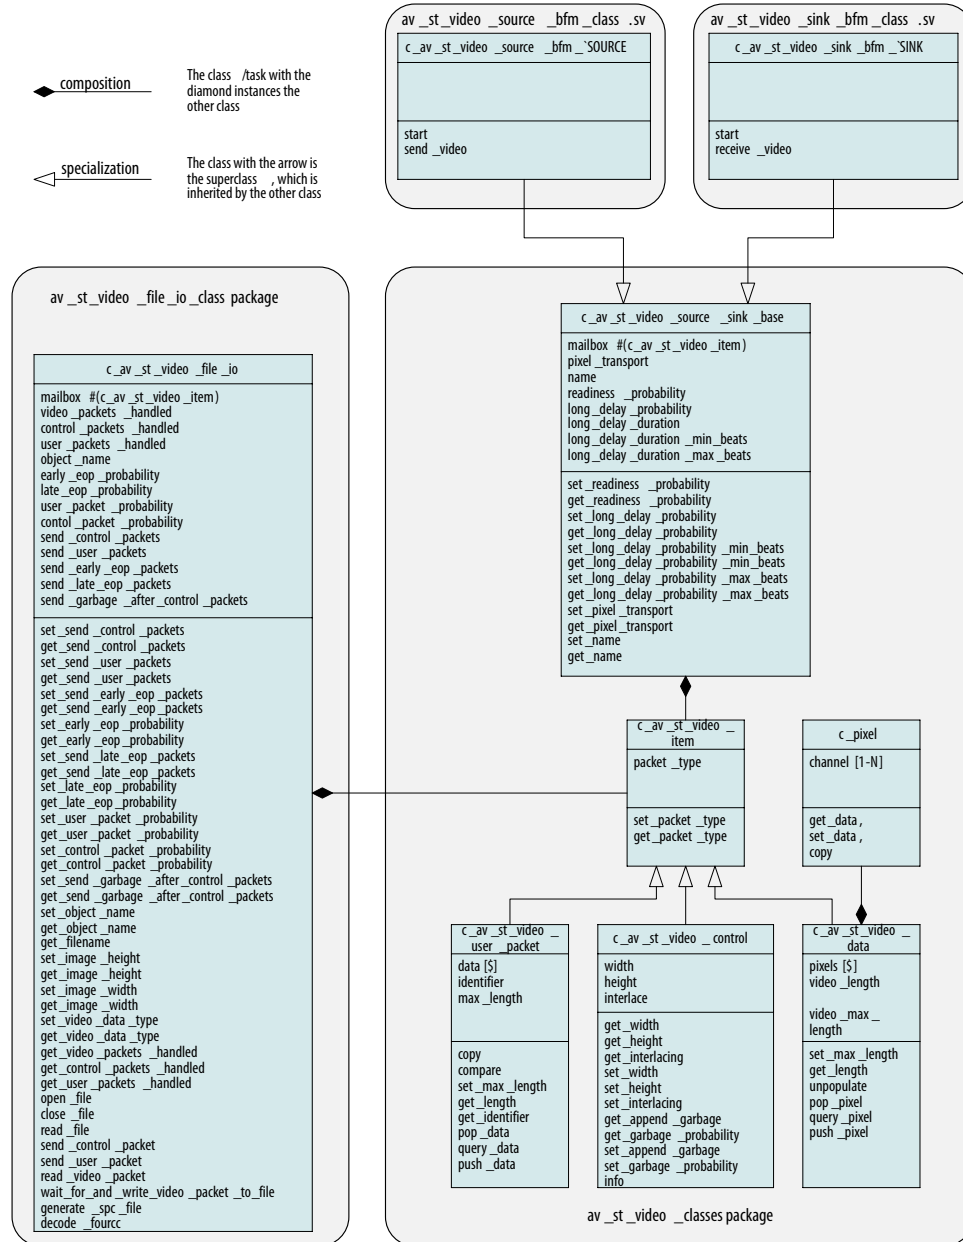 composition
The class /task with the
diamond instances the
other class
specialization
The class with the arrow is
the superclass , which is
inherited by the other class
av _st _video _source _bfm _class .sv
c _av _st _video _source _bfm _`SOURCE
start
send _video
av _st _video _sink _bfm _class .sv
c _av _st _video _sink _bfm _`SINK
start
receive _video
av _st _video _file _io _class package
c _av _st _video _file _io
mailbox #(c _av _st _video _item )
video _packets _handled
control _packets _handled
user _packets _handled
object _name
early _eop _probability
late _eop _probability
user _packet _probability
contol _packet _probability
send _control _packets
send _user _packets
send _early _eop _packets
send _late _eop _packets
send _garbage _after _control _packets
set _send _control _packets
get _send _control _packets
set _send _user _packets
get _send _user _packets
set _send _early _eop _packets
get _send _early _eop _packets
set _early _eop _probability
get _early _eop _probability
set _send _late _eop _packets
get _send _late _eop _packets
set _late _eop _probability
get _late _eop _probability
set _user _packet _probability
get _user _packet _probability
set _control _packet _probability
get _control _packet _probability
set _send _garbage _after _control _packets
get _send _garbage _after _control _packets
set _object _name
get _object _name
get _filename
set _image _height
get _image _height
set _image _width
get _image _width
set _video _data _type
get _video _data _type
get _video _packets _handled
get _control _packets _handled
get _user _packets _handled
open _file
close _file
read _file
send _control _packet
send _user _packet
read _video _packet
wait _for _and _write _video _packet _to _file
generate _spc _file
decode _fourcc
c _av _st _video _source _sink _base
mailbox #(c _av _st _video _item )
pixel _transport
name
readiness _probability
long _delay _probability
long _delay _duration
long _delay _duration _min _beats
long _delay _duration _max _beats
set _readiness _probability
get _readiness _probability
set _long _delay _probability
get _long _delay _probability
set _long _delay _probability _min _beats
get _long _delay _probability _min _beats
set _long _delay _probability _max _beats
get _long _delay _probability _max _beats
set _pixel _transport
get _pixel _transport
set _name
get _name
c _av _st _video _
item
packet _type
set _packet _type
get _packet _type
c _pixel
channel [1-N]
get _data ,
set _data ,
copy
c _av _st _video _
user _packet
data [$]
identifier
max _length
copy
compare
set _max _length
get _length
get _identifier
pop _data
query _data
push _data
c _av _st _video _ control
width
height
interlace
get _width
get _height
get _interlacing
set _width
set _height
set _interlacing
get _append _garbage
get _garbage _probability
set _append _garbage
set _garbage _probability
info
c _av _st _video _
data
pixels [$]
video _length
video _max _
length
set _max _length
get _length
unpopulate
pop _pixel
query _pixel
push _pixel
av _st _video _classes package